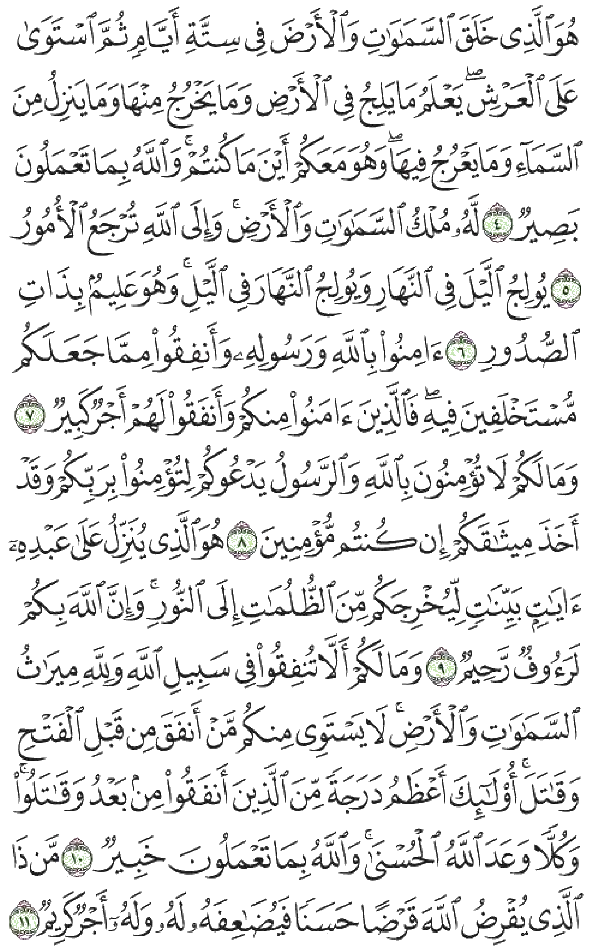 هُوَ ٱلَّذِى خَلَقَ ٱلسَّمَٰوَٰتِ وَٱلْأَرْضَ فِى سِتَّةِ أَيَّامٍ ثُمَّ ٱسْتَوَىٰ
عَلَى ٱلْعَرْشِ ۖ يَعْلَمُ مَا يَلِجُ فِى ٱلْأَرْضِ وَمَا يَخْرُجُ مِنْهَا وَمَا يَنزِلُ مِنَ
ٱلسَّمَآءِ وَمَا يَعْرُجُ فِيهَا ۖ وَهُوَ مَعَكُمْ أَيْنَ مَا كُنتُمْ ۚ وَٱللَّهُ بِمَا تَعْمَلُونَ
بَصِيرٌ ٤ لَّهُۥ مُلْكُ ٱلسَّمَٰوَٰتِ وَٱلْأَرْضِ ۚ وَإِلَى ٱللَّهِ تُرْجَعُ ٱلْأُمُورُ
٥ يُولِجُ ٱلَّيْلَ فِى ٱلنَّهَارِ وَيُولِجُ ٱلنَّهَارَ فِى ٱلَّيْلِ ۚ وَهُوَ عَلِيمٌۢ بِذَاتِ
ٱلصُّدُورِ ٦ ءَامِنُوا۟ بِٱللَّهِ وَرَسُولِهِۦ وَأَنفِقُوا۟ مِمَّا جَعَلَكُم
مُّسْتَخْلَفِينَ فِيهِ ۖ فَٱلَّذِينَ ءَامَنُوا۟ مِنكُمْ وَأَنفَقُوا۟ لَهُمْ أَجْرٌ كَبِيرٌ ٧
وَمَا لَكُمْ لَا تُؤْمِنُونَ بِٱللَّهِ وَٱلرَّسُولُ يَدْعُوكُمْ لِتُؤْمِنُوا۟ بِرَبِّكُمْ وَقَدْ
أَخَذَ مِيثَٰقَكُمْ إِن كُنتُم مُّؤْمِنِينَ ٨ هُوَ ٱلَّذِى يُنَزِّلُ عَلَىٰ عَبْدِهِۦٓ
ءَايَٰتٍۭ بَيِّنَٰتٍ لِّيُخْرِجَكُم مِّنَ ٱلظُّلُمَٰتِ إِلَى ٱلنُّورِ ۚ وَإِنَّ ٱللَّهَ بِكُمْ
لَرَءُوفٌ رَّحِيمٌ ٩ وَمَا لَكُمْ أَلَّا تُنفِقُوا۟ فِى سَبِيلِ ٱللَّهِ وَلِلَّهِ مِيرَٰثُ
ٱلسَّمَٰوَٰتِ وَٱلْأَرْضِ ۚ لَا يَسْتَوِى مِنكُم مَّنْ أَنفَقَ مِن قَبْلِ ٱلْفَتْحِ
وَقَٰتَلَ ۚ أُو۟لَٰٓئِكَ أَعْظَمُ دَرَجَةً مِّنَ ٱلَّذِينَ أَنفَقُوا۟ مِنۢ بَعْدُ وَقَٰتَلُوا۟ ۚ
وَكُلًّا وَعَدَ ٱللَّهُ ٱلْحُسْنَىٰ ۚ وَٱللَّهُ بِمَا تَعْمَلُونَ خَبِيرٌ ١٠ مَّن ذَا
ٱلَّذِى يُقْرِضُ ٱللَّهَ قَرْضًا حَسَنًا فَيُضَٰعِفَهُۥ لَهُۥ وَلَهُۥٓ أَجْرٌ كَرِيمٌ ١١